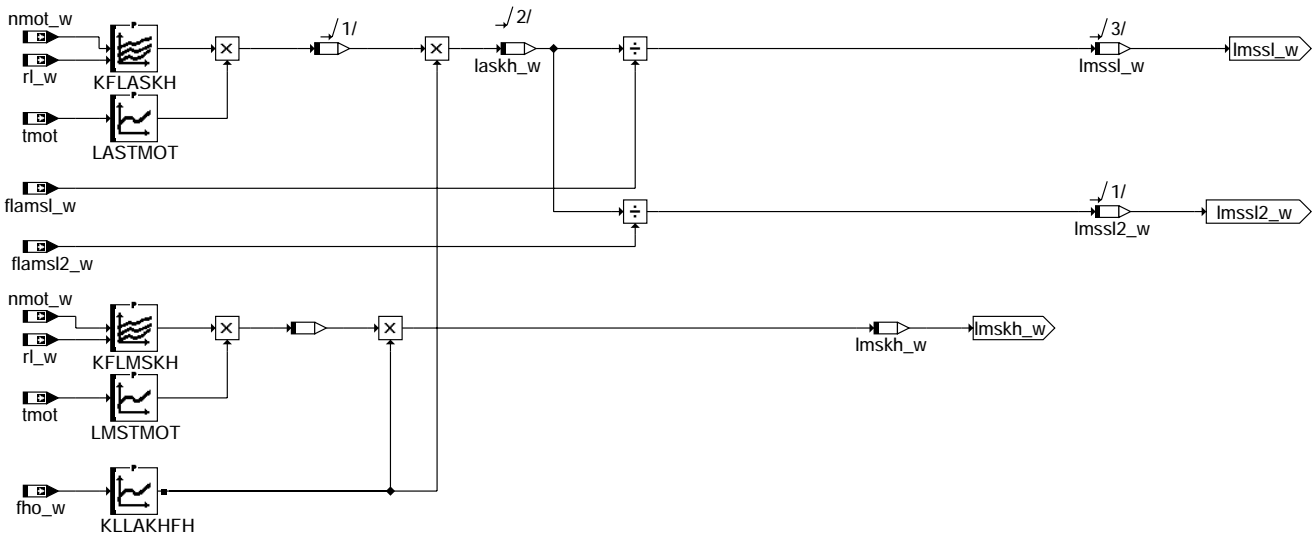 nmot_w
rl_w
KFLASKH
tmot
LASTMOT
/1/
/2/
laskh_w
/3/
lmssl_w
lmssl_w
flamsl_w
flamsl2_w
/1/
lmssl2_w
lmssl2_w
nmot_w
rl_w
KFLMSKH
tmot
LMSTMOT
lmskh_w
lmskh_w
fho_w
KLLAKHFH